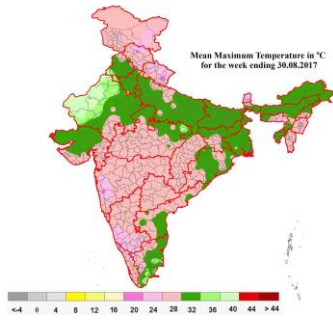 Mean Maximum Temperature in °C
for the week ending 30.08.2017
<-4 0 4 8 12 16 20 24 28 32 36 40 44 > 44